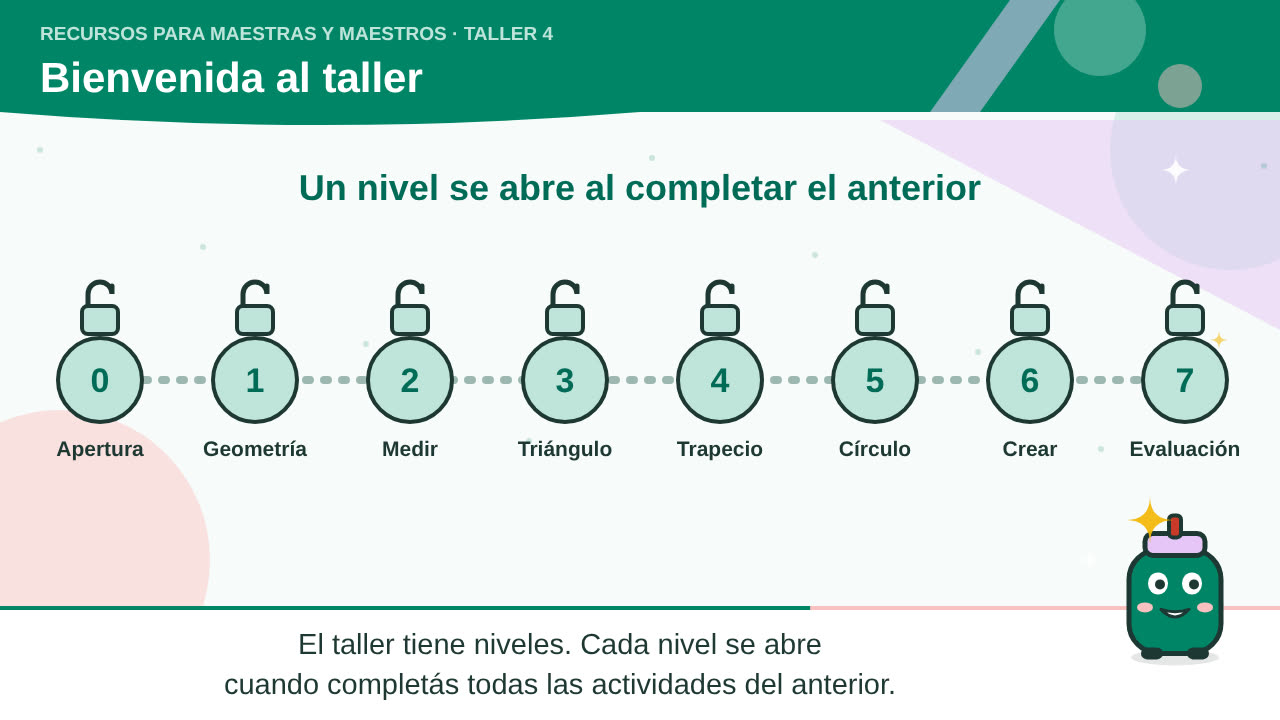 RECURSOS PARA MAESTRAS Y MAESTROS · TALLER 4
Bienvenida al taller
Un nivel se abre al completar el anterior
0 1 2 3 4 5 6 7
Apertura Geometría Medir Triángulo Trapecio Círculo Crear Evaluación
El taller tiene niveles. Cada nivel se abre
cuando completás todas las actividades del anterior.